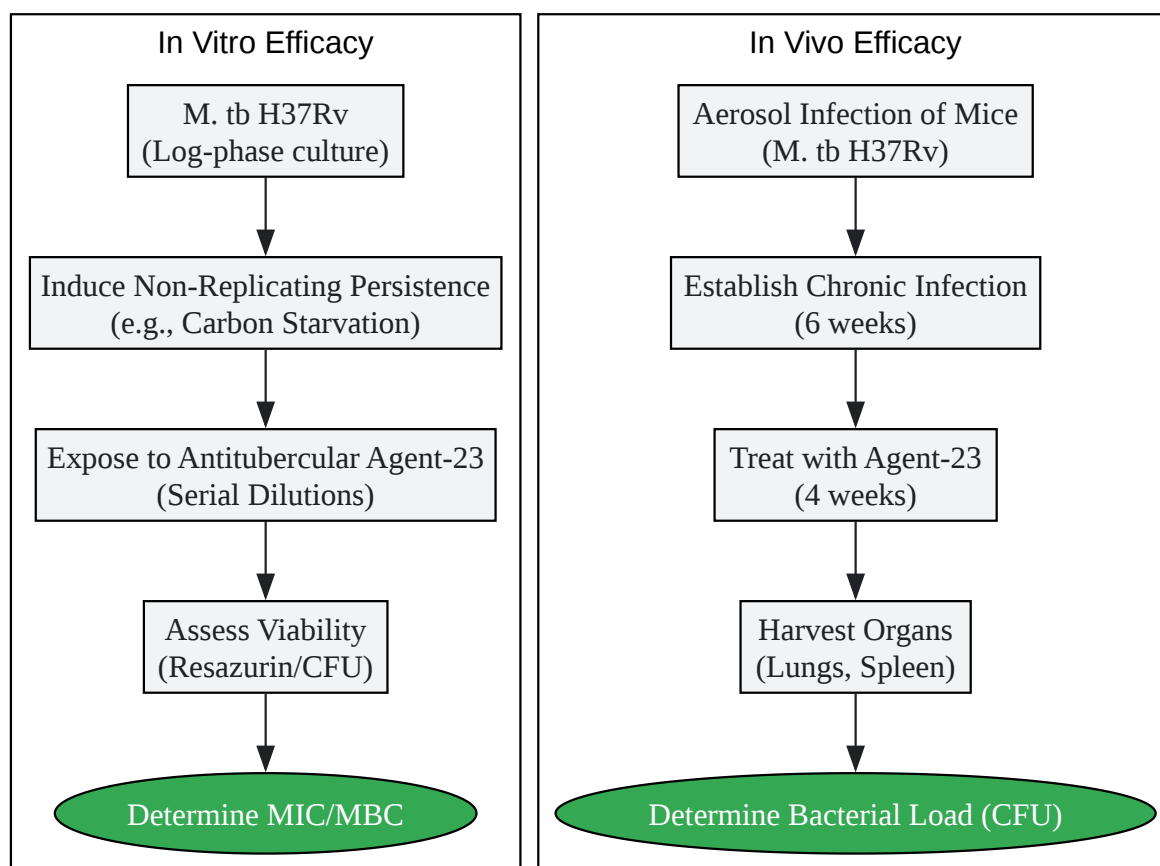 In Vitro Efficacy
M. tb H37Rv
(Log-phase culture)
Induce Non-Replicating Persistence
(e.g., Carbon Starvation)
Expose to Antitubercular Agent-23
(Serial Dilutions)
Assess Viability
(Resazurin/CFU)
Determine MIC/MBC
In Vivo Efficacy
Aerosol Infection of Mice
(M. tb H37Rv)
Establish Chronic Infection
(6 weeks)
Treat with Agent-23
(4 weeks)
Harvest Organs
(Lungs, Spleen)
Determine Bacterial Load (CFU)